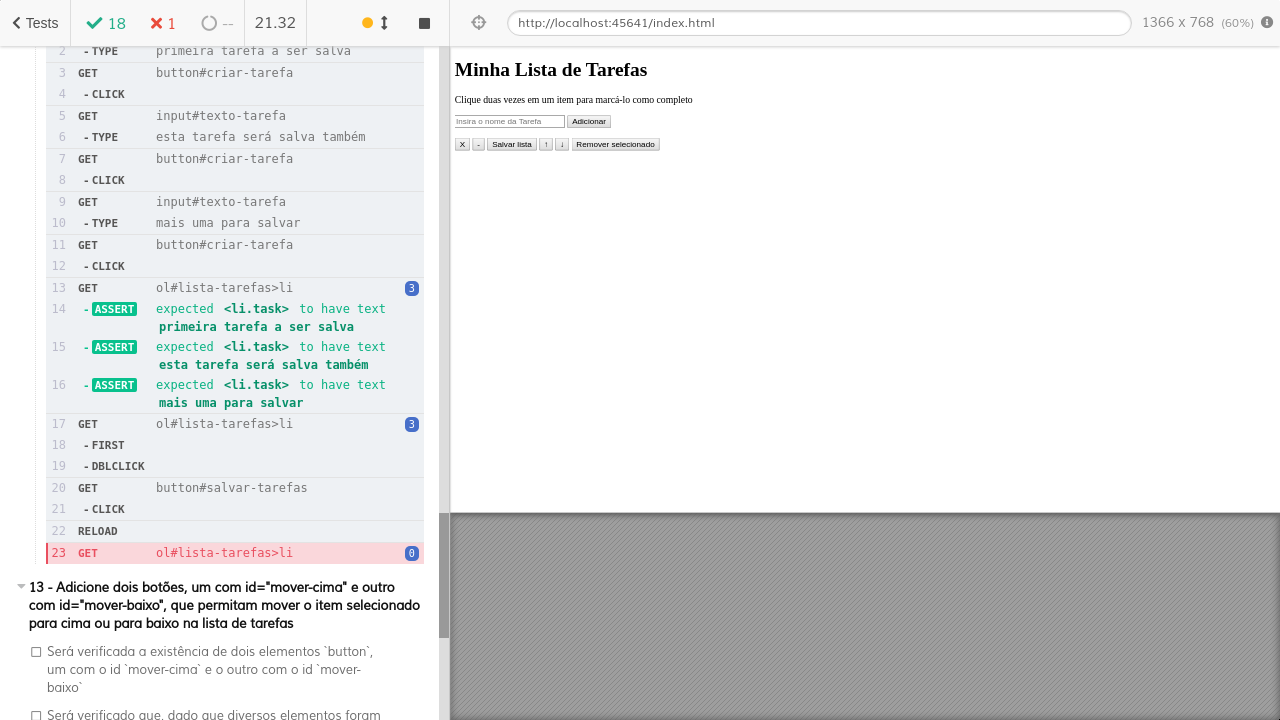 Tests
18
1
--
21.32
http://localhost:45641/index.html
1366 x 768 (60%)
2 -TYPE primeira tarefa a ser salva
3 GET button#criar-tarefa
4 -CLICK
5 GET input#texto-tarefa
6 -TYPE esta tarefa será salva também
7 GET button#criar-tarefa
8 -CLICK
9 GET input#texto-tarefa
10 -TYPE mais uma para salvar
11 GET button#criar-tarefa
12 -CLICK
13 GET ol#lista-tarefas>li 3
14 -ASSERT expected <li.task> to have text
primeira tarefa a ser salva
15 -ASSERT expected <li.task> to have text
esta tarefa será salva também
16 -ASSERT expected <li.task> to have text
mais uma para salvar
17 GET ol#lista-tarefas>li 3
18 -FIRST
19 -DBLCLICK
20 GET button#salvar-tarefas
21 -CLICK
22 RELOAD
23 GET ol#lista-tarefas>li 0
13 - Adicione dois botões, um com id="mover-cima" e outro
com id="mover-baixo", que permitam mover o item selecionado
para cima ou para baixo na lista de tarefas
Será verificada a existência de dois elementos `button`,
um com o id `mover-cima` e o outro com o id `mover-
baixo`
Será verificado que, dado que diversos elementos foram
Minha Lista de Tarefas
Clique duas vezes em um item para marcá-lo como completo
Insira o nome da Tarefa Adicionar
X - Salvar lista ↑ ↓ Remover selecionado